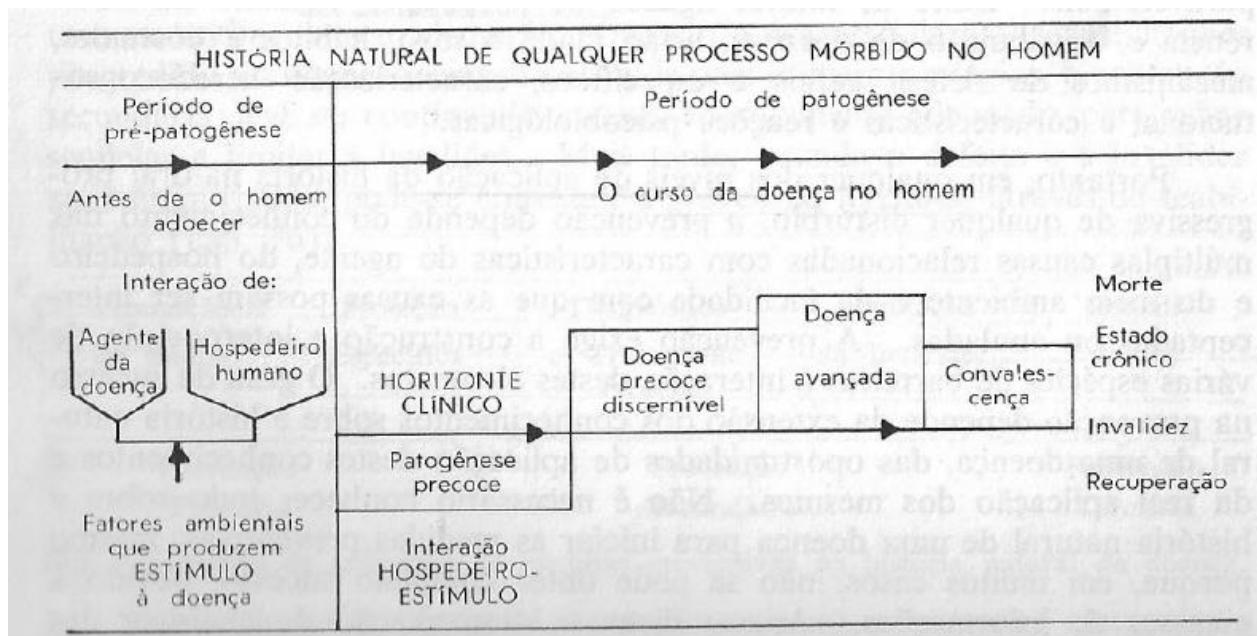 HISTÓRIA NATURAL DE QUALQUER PROCESSO MÓRBIDO NO HOMEM
Período de
pré-patogênese
Período de patogênese
Antes de o homem
adoecer
O curso da doença no homem
Interação de:
Agente
da
doença
Hospedeiro
humano
Fatores ambientais
que produzem
ESTÍMULO
à doença
HORIZONTE
CLÍNICO
Patogênese
precoce
Interação
HOSPEDEIRO-
ESTÍMULO
Doença
precoce
discernível
Doença
avançada
Convales-
cença
Morte
Estado
crônico
Invalidez
Recuperação